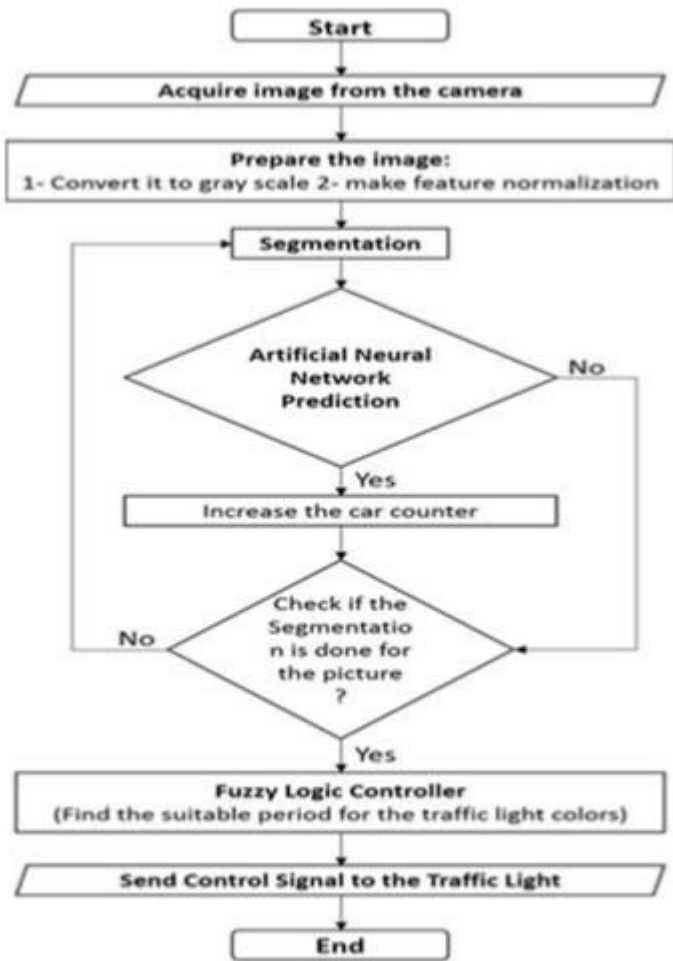 Start
Acquire image from the camera
Prepare the image:
1- Convert it to gray scale 2- make feature normalization
Segmentation
Artificial Neural
Network
Prediction
No
Yes
Increase the car counter
Check if the
Segmentatio
n is done for
the picture
?
No
Yes
Fuzzy Logic Controller
(Find the suitable period for the traffic light colors)
Send Control Signal to the Traffic Light
End